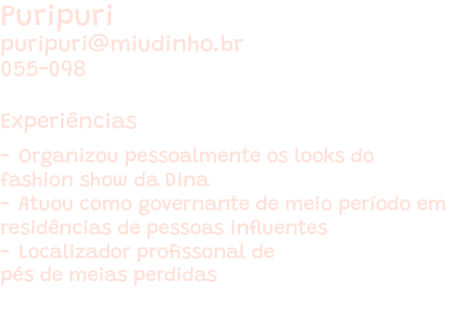 Puripuri
puripuri@miudinho.br
055-098
Experiências
- Organizou pessoalmente os looks do
fashion show da Dina
- Atuou como governante de meio período em
residências de pessoas influentes
- Localizador profissonal de
pés de meias perdidas